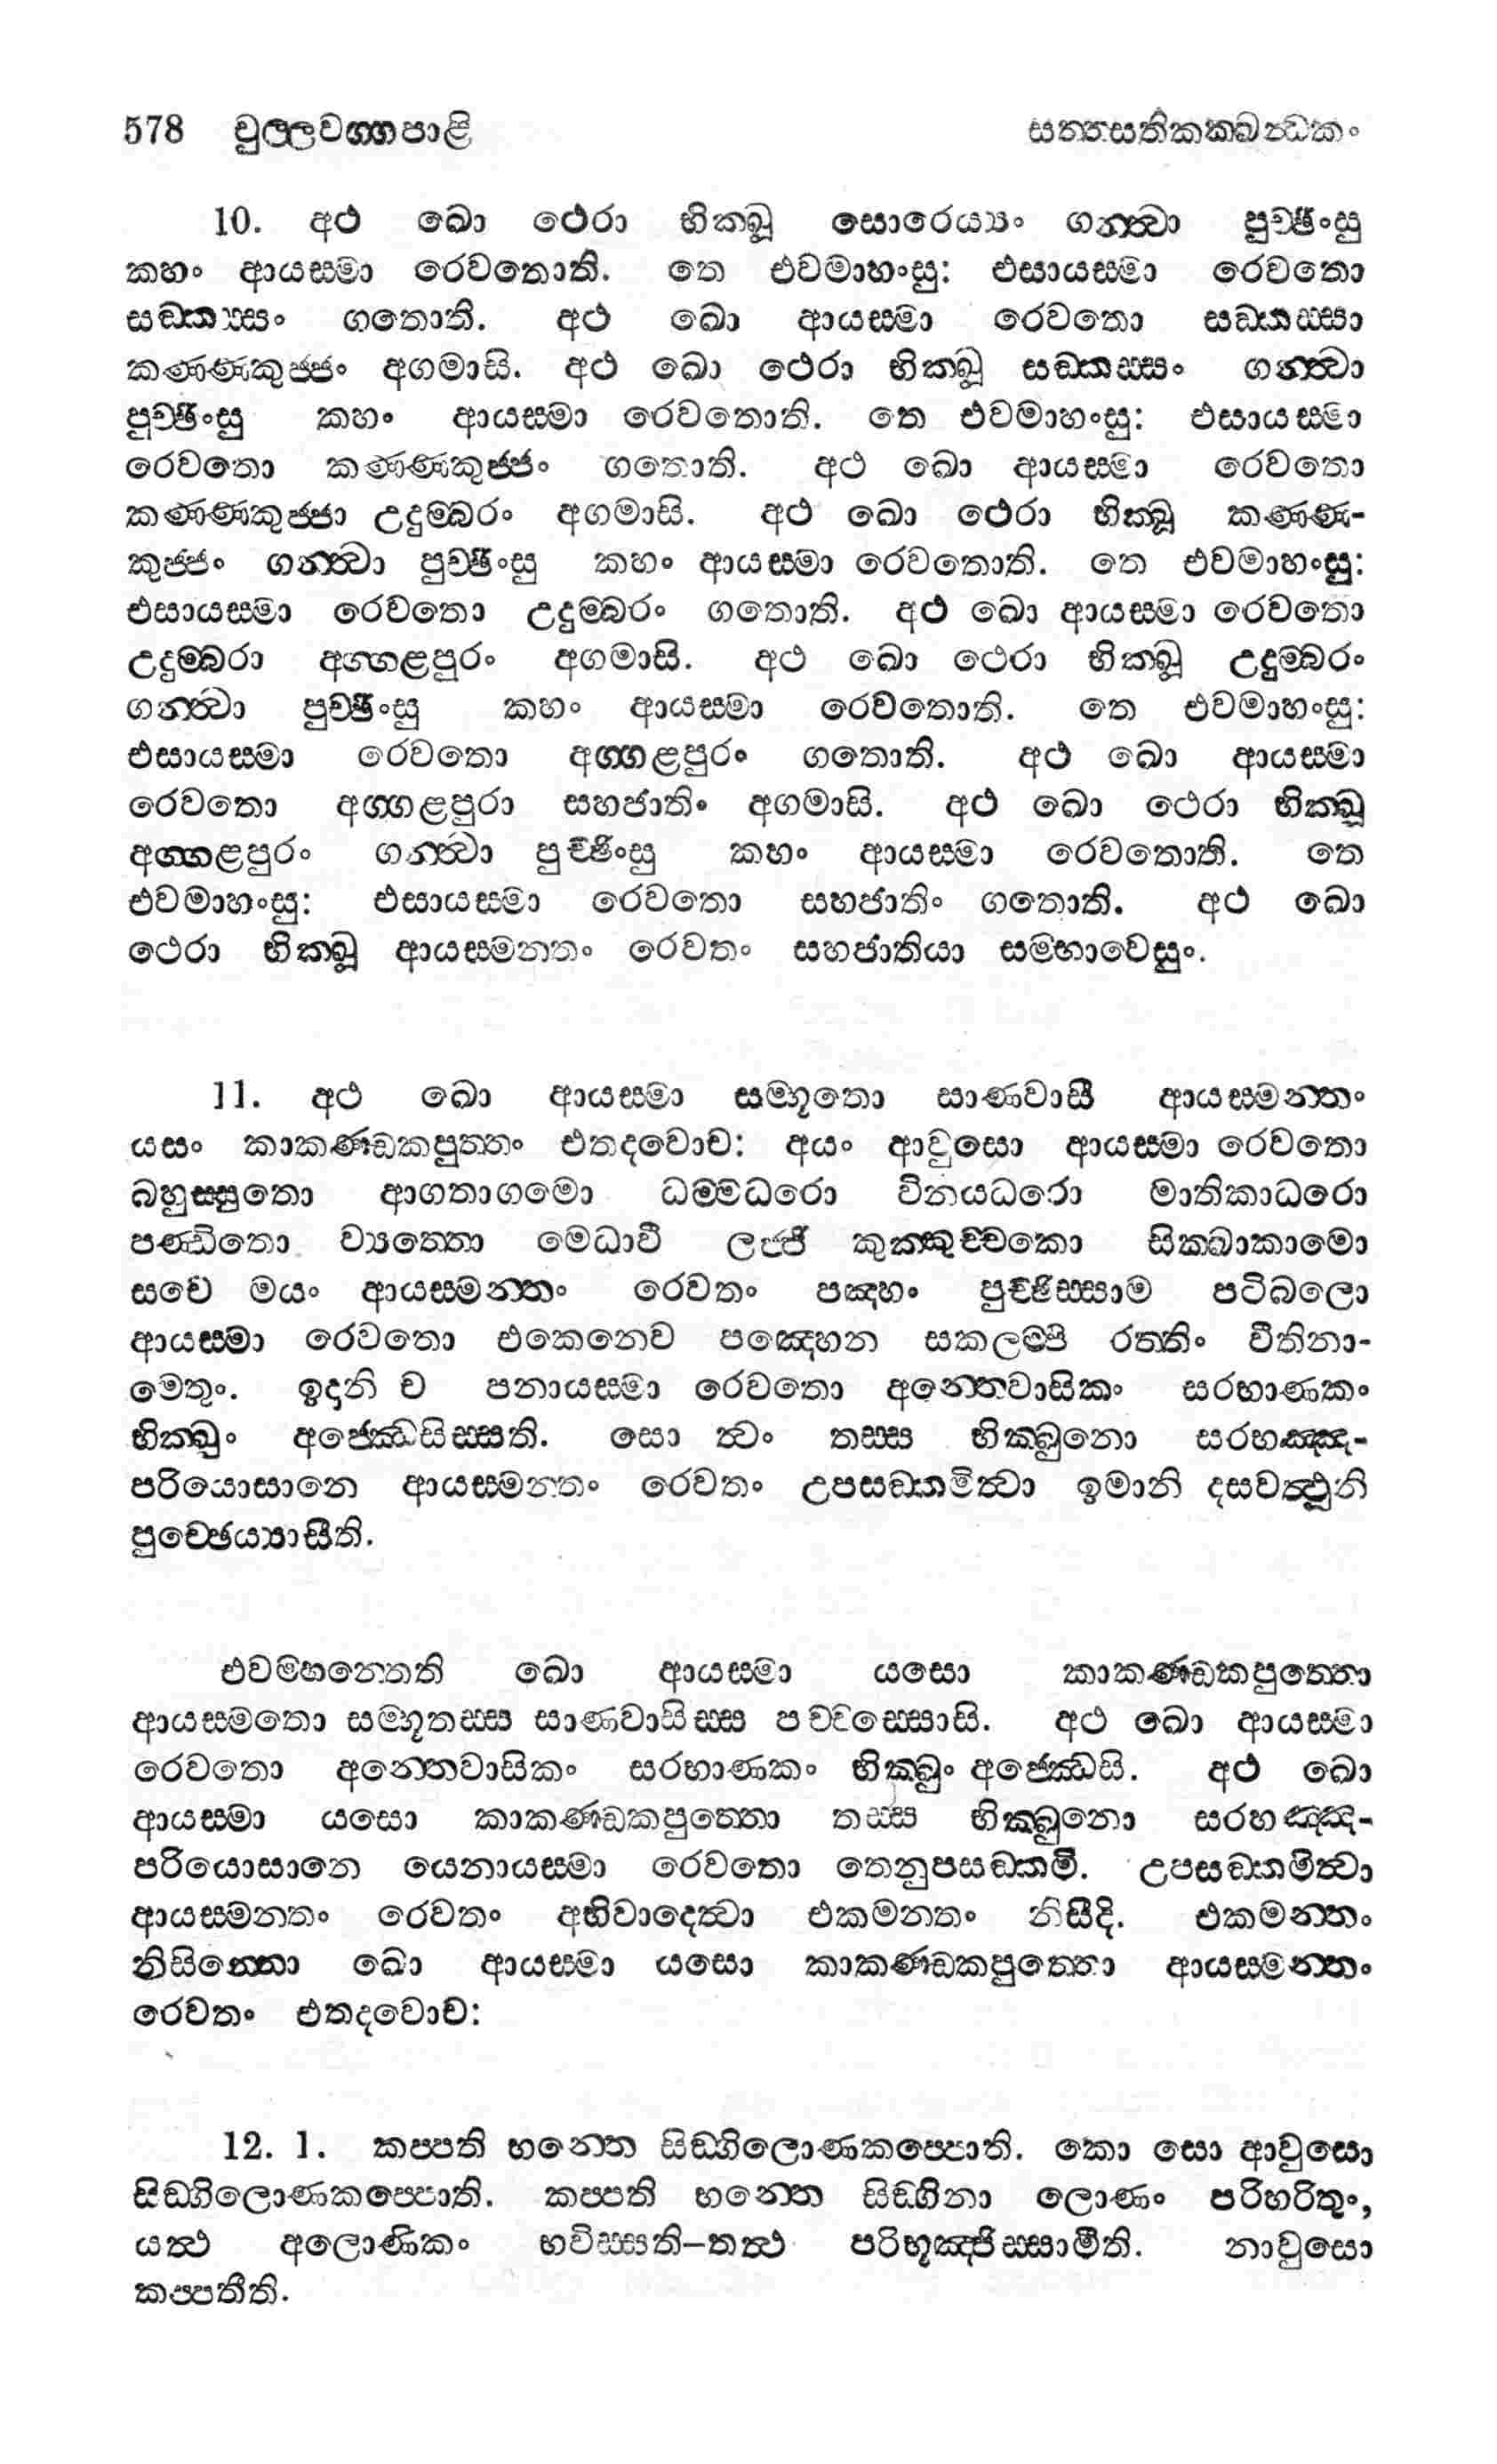 578 චුල්ලවග්ගපාළි සත්තසතිකක්ඛන්ධකං
10. අථ ඛො ථෙරා භික්ඛූ සොරෙය්‍යං ගන්ත්‍වා පුච්ඡිංසු
කහං ආයස්මා රෙවතොති. තෙ එවමාහංසු: එසායස්මා රෙවතො
සඞ්කස්සං ගතොති. අථ ඛො ආයස්මා රෙවතො සඞ්කස්සා
කණ්ණකුජ්ජං අගමාසි. අථ ඛො ථෙරා භික්ඛූ සඞ්කස්සං ගන්ත්‍වා
පුච්ඡිංසු කහං ආයස්මා රෙවතොති. තෙ එවමාහංසු: එසායස්මා
රෙවතො කණ්ණකුජ්ජං ගතොති. අථ ඛො ආයස්මා රෙවතො
කණ්ණකුජ්ජා උදුම්බරං අගමාසි. අථ ඛො ථෙරා භික්ඛූ කණ්ණ-
කුජ්ජං ගන්ත්‍වා පුච්ඡිංසු කහං ආයස්මා රෙවතොති. තෙ එවමාහංසු:
එසායස්මා රෙවතො උදුම්බරං ගතොති. අථ ඛො ආයස්මා රෙවතො
උදුම්බරා අග්ගළපුරං අගමාසි. අථ ඛො ථෙරා භික්ඛූ උදුම්බරං
ගන්ත්‍වා පුච්ඡිංසු කහං ආයස්මා රෙවතොති. තෙ එවමාහංසු:
එසායස්මා රෙවතො අග්ගළපුරං ගතොති. අථ ඛො ආයස්මා
රෙවතො අග්ගළපුරා සහජාතිං අගමාසි. අථ ඛො ථෙරා භික්ඛූ
අග්ගළපුරං ගන්ත්‍වා පුච්ඡිංසු කහං ආයස්මා රෙවතොති. තෙ
එවමාහංසු: එසායස්මා රෙවතො සහජාතිං ගතොති. අථ ඛො
ථෙරා භික්ඛූ ආයස්මන්තං රෙවතං සහජාතියා සම්භාවෙසුං.
11. අථ ඛො ආයස්මා සම්භූතො සාණවාසී ආයස්මන්තං
යසං කාකණ්ඩකපුත්තං එතදවොච: අයං ආවුසො ආයස්මා රෙවතො
බහුස්සුතො ආගතාගමො ධම්මධරො විනයධරො මාතිකාධරො
පණ්ඩිතො ව්‍යත්තො මෙධාවී ලජ්ජී කුක්කුච්චකො සික්ඛාකාමො
සචෙ මයං ආයස්මන්තං රෙවතං පඤ්හං පුච්ඡිස්සාම පටිබලො
ආයස්මා රෙවතො එකෙනෙව පඤ්හෙන සකලම්පි රත්තිං වීතිනා-
මෙතුං. ඉදානි ච පනායස්මා රෙවතො අන්තෙවාසිකං සරභාණකං
භික්ඛුං අජ්ඣෙසිස්සති. සො ත්‍වං තස්ස භික්ඛුනො සරභඤ්ඤ-
පරියොසානෙ ආයස්මන්තං රෙවතං උපසඞ්කමිත්‍වා ඉමානි දසවත්‍ථූනි
පුච්ඡෙය්‍යාසීති.
එවම්භන්තෙති ඛො ආයස්මා යසො කාකණ්ඩකපුත්තො
ආයස්මතො සම්භූතස්ස සාණවාසිස්ස පච්චස්සොසි. අථ ඛො ආයස්මා
රෙවතො අන්තෙවාසිකං සරභාණකං භික්ඛුං අජ්ඣෙසි. අථ ඛො
ආයස්මා යසො කාකණ්ඩකපුත්තො තස්ස භික්ඛුනො සරභඤ්ඤ-
පරියොසානෙ යෙනායස්මා රෙවතො තෙනුපසඞ්කමි. උපසඞ්කමිත්‍වා
ආයස්මන්තං රෙවතං අභිවාදෙත්‍වා එකමන්තං නිසීදි. එකමන්තං
නිසින්නො ඛො ආයස්මා යසො කාකණ්ඩකපුත්තො ආයස්මන්තං
රෙවතං එතදවොච:
12. 1. කප්පති භන්තෙ සිඞ්ගිලොණකප්පොති. කො සො ආවුසො
සිඞ්ගිලොණකප්පොති. කප්පති භන්තෙ සිඞ්ගිනා ලොණං පරිහරිතුං,
යත්‍ථ අලොණිකං භවිස්සති–තත්‍ථ පරිභූඤ්ජිස්සාමීති. නාවුසො
කප්පතීති.